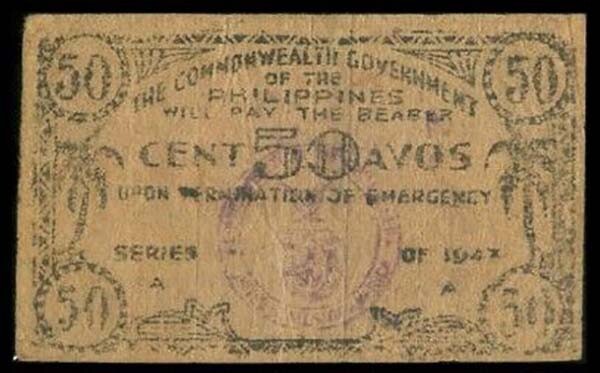 50 50
THE COMMONWEALTH GOVERNMENT
OF THE
PHILIPPINES
WILL PAY THE BEARER
CENT 50 AVOS
UPON TERMINATION OF EMERGENCY
SERIES OF
A A
50 50